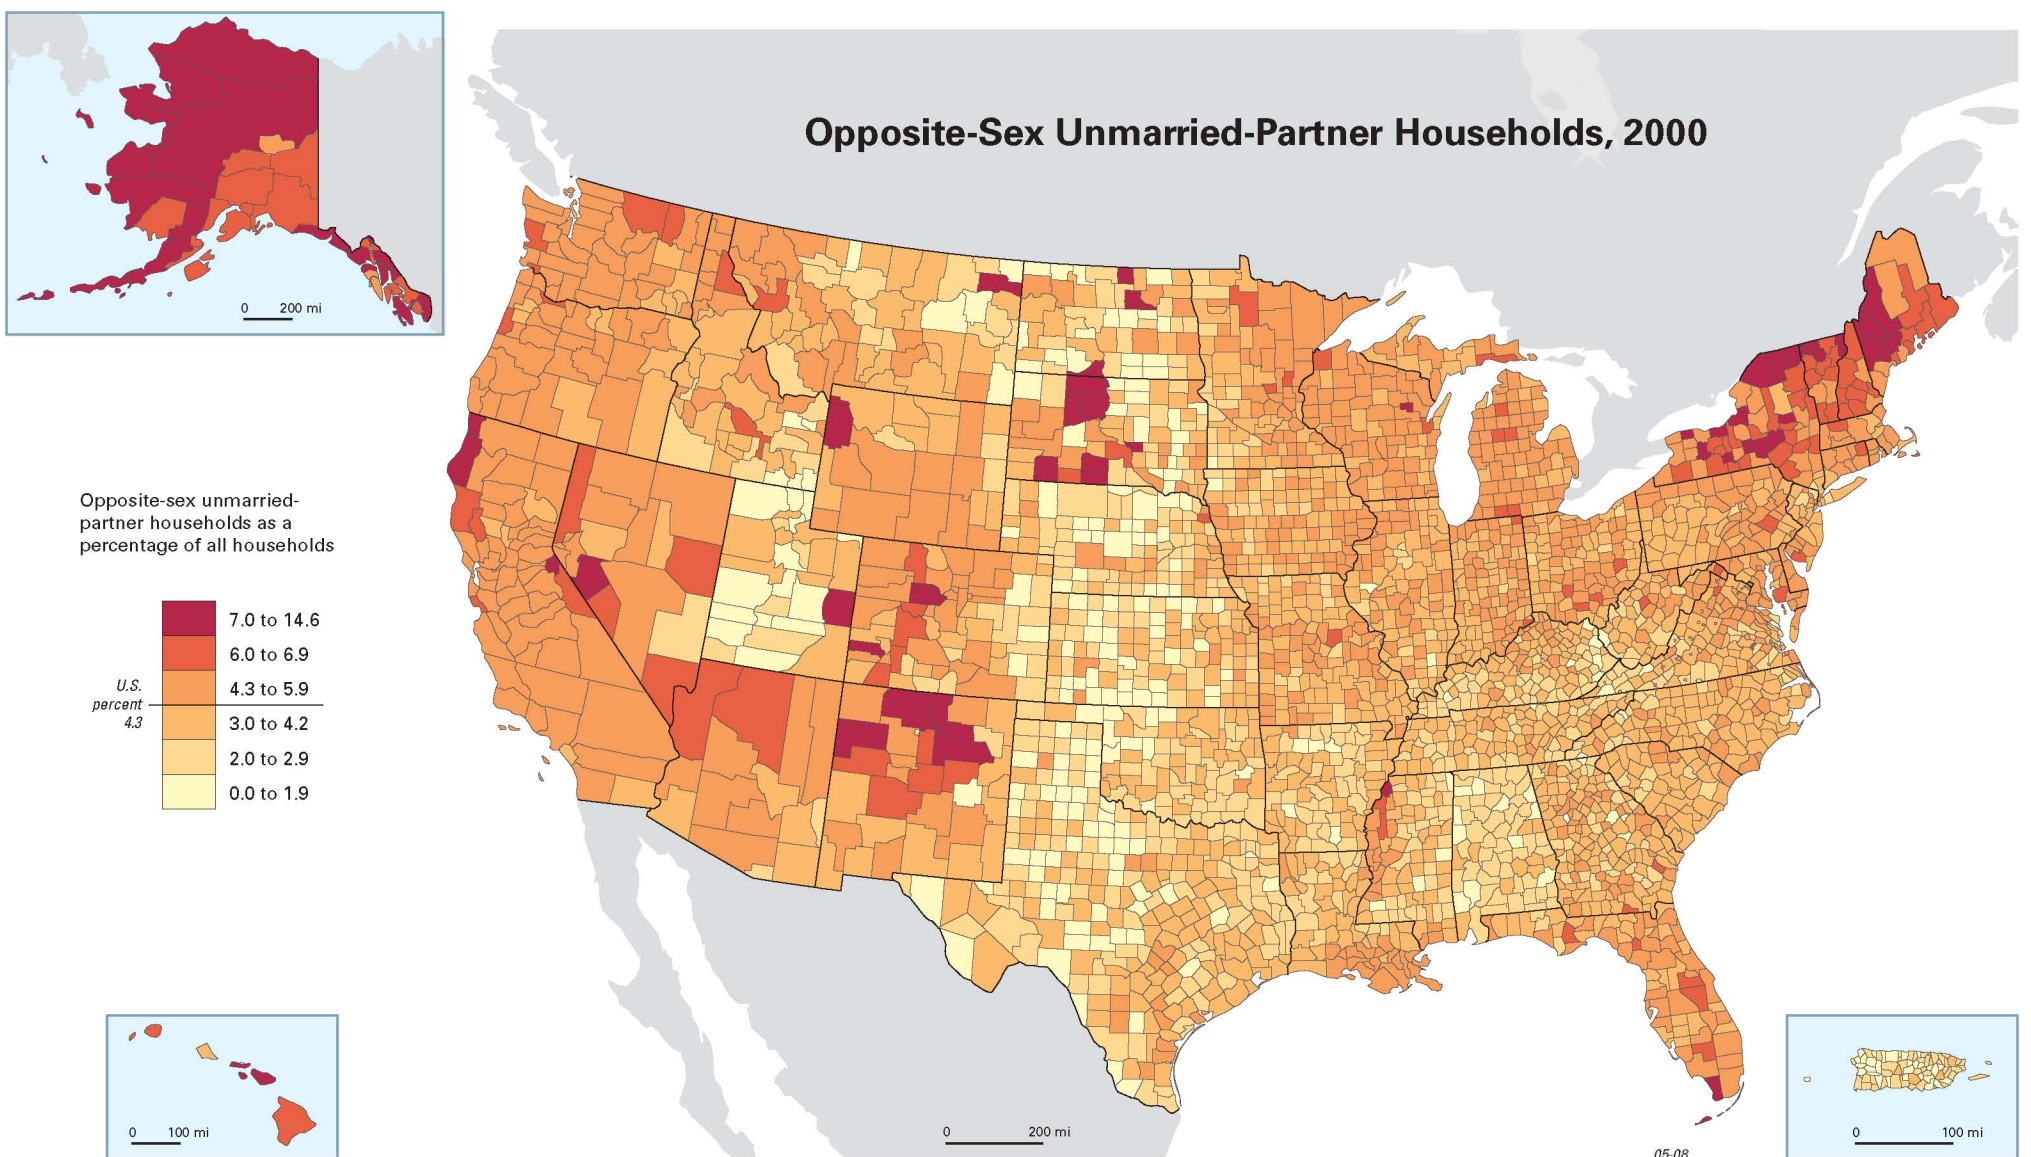 Opposite-Sex Unmarried-Partner Households, 2000
0 200 mi
Opposite-sex unmarried-
partner households as a
percentage of all households
7.0 to 14.6
6.0 to 6.9
4.3 to 5.9
U.S.
percent
4.3
3.0 to 4.2
2.0 to 2.9
0.0 to 1.9
0 100 mi
0 200 mi
0 100 mi
05-08